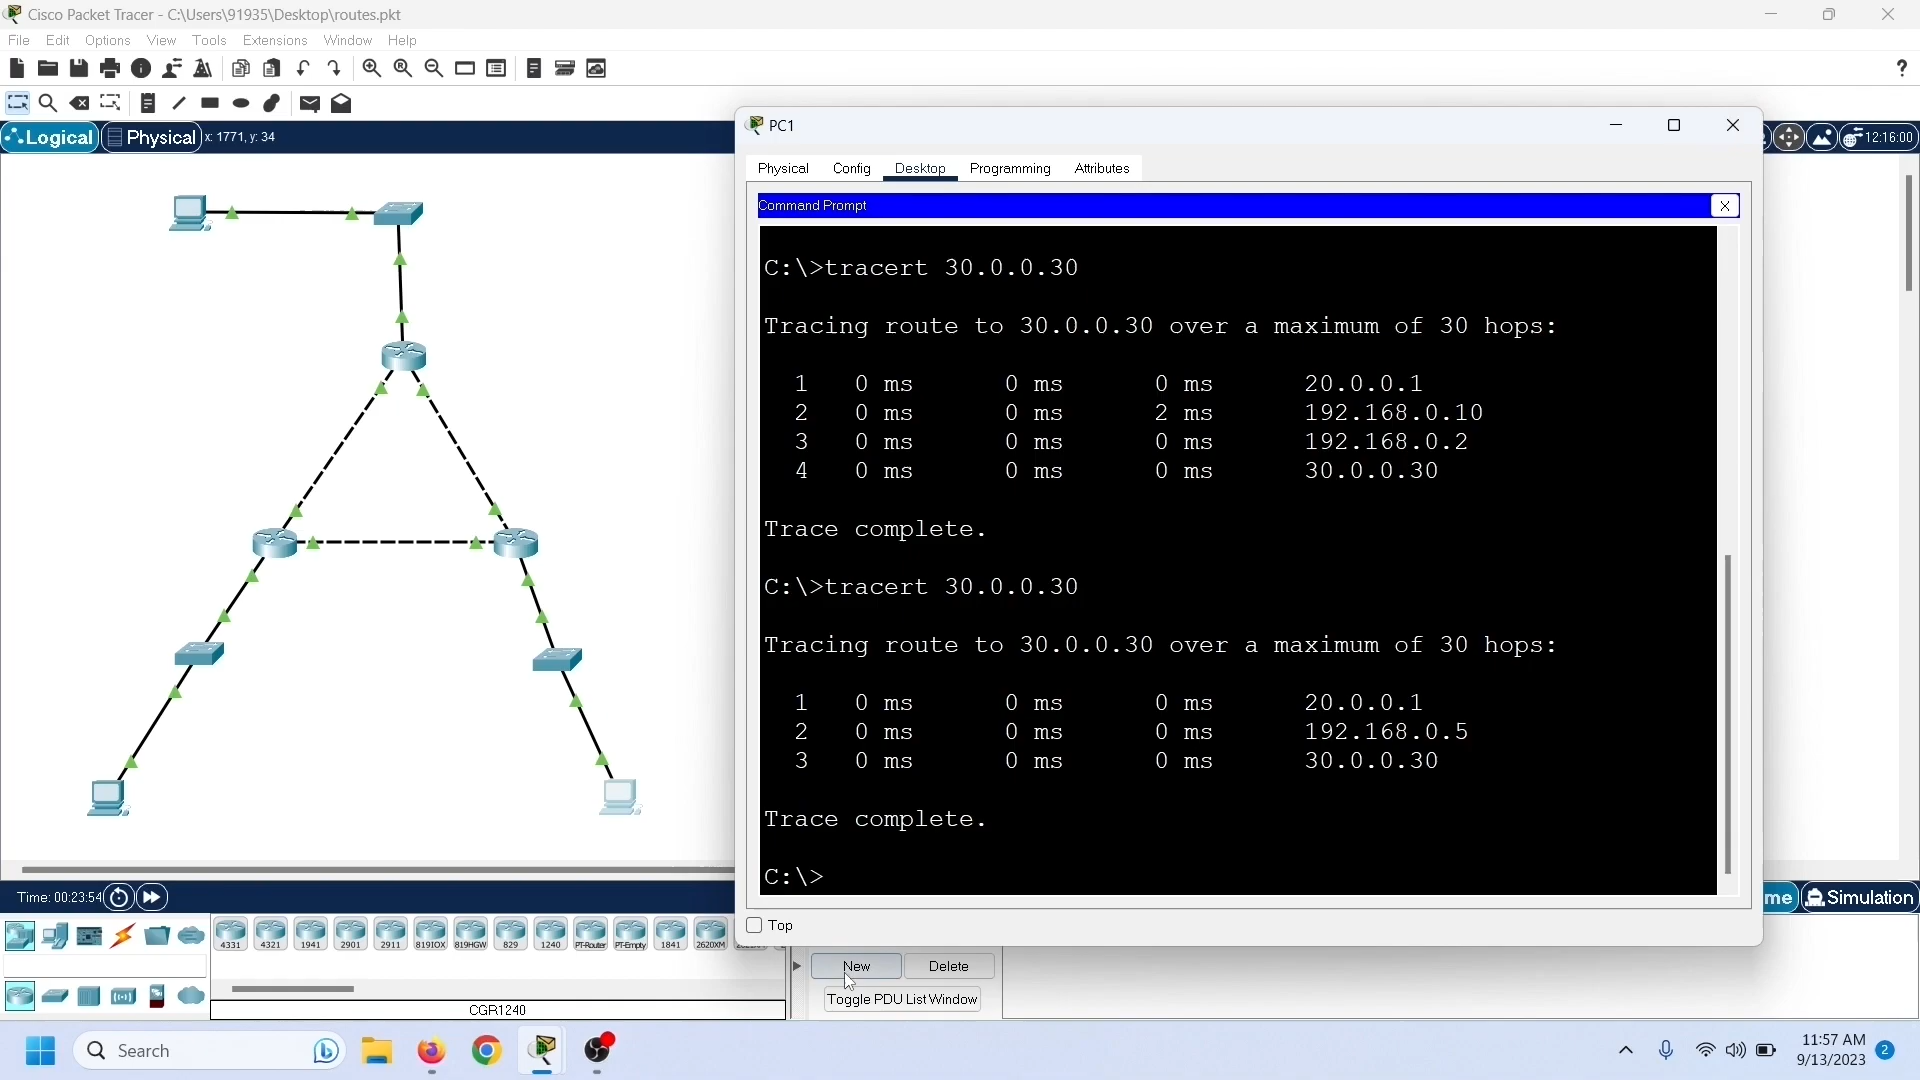 Cisco Packet Tracer - C:\Users\91935\Desktop\routes.pkt
File Edit Options View Tools Extensions Window Help
?
Logical Physical x: 1771, y: 34
12:16:00
PC1
Physical Config Desktop Programming Attributes
Command Prompt
X
C:\>tracert 30.0.0.30
Tracing route to 30.0.0.30 over a maximum of 30 hops:
1 0 ms 0 ms 0 ms 20.0.0.1
2 0 ms 0 ms 2 ms 192.168.0.10
3 0 ms 0 ms 0 ms 192.168.0.2
4 0 ms 0 ms 0 ms 30.0.0.30
Trace complete.
C:\>tracert 30.0.0.30
Tracing route to 30.0.0.30 over a maximum of 30 hops:
1 0 ms 0 ms 0 ms 20.0.0.1
2 0 ms 0 ms 0 ms 192.168.0.5
3 0 ms 0 ms 0 ms 30.0.0.30
Trace complete.
C:\>
Top
Time: 00:23:54
me Simulation
4331 4321 1941 2901 2911 819IOX 819HGW 829 1240 PT-Router PT-Empty 1841 2620XM
New Delete
Toggle PDU List Window
CGR1240
Search
11:57 AM
9/13/2023
2